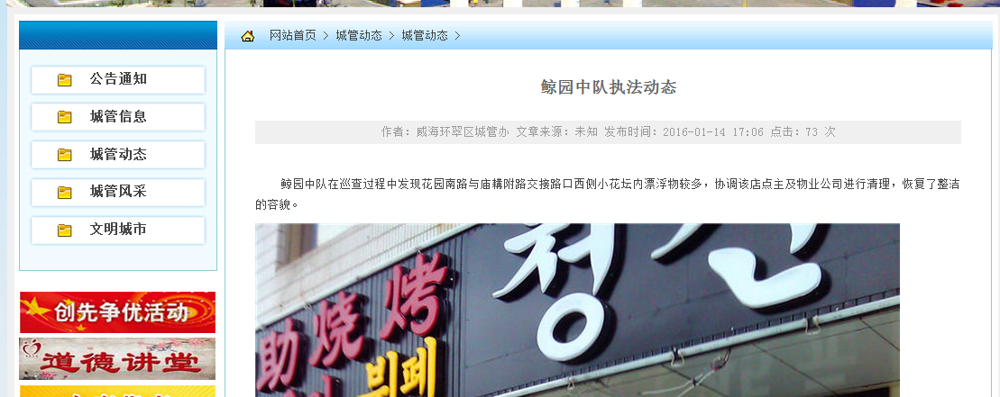 网站首页 > 城管动态 > 城管动态 >
公告通知
城管信息
城管动态
城管风采
文明城市
创先争优活动
道德讲堂
鲸园中队执法动态
作者：威海环翠区城管办 文章来源：未知 发布时间：2016-01-14 17:06 点击：73 次
鲸园中队在巡查过程中发现花园南路与庙耩附路交接路口西侧小花坛内漂浮物较多，协调该店点主及物业公司进行清理，恢复了整洁
的容貌。
助烧烤
뷔페
청